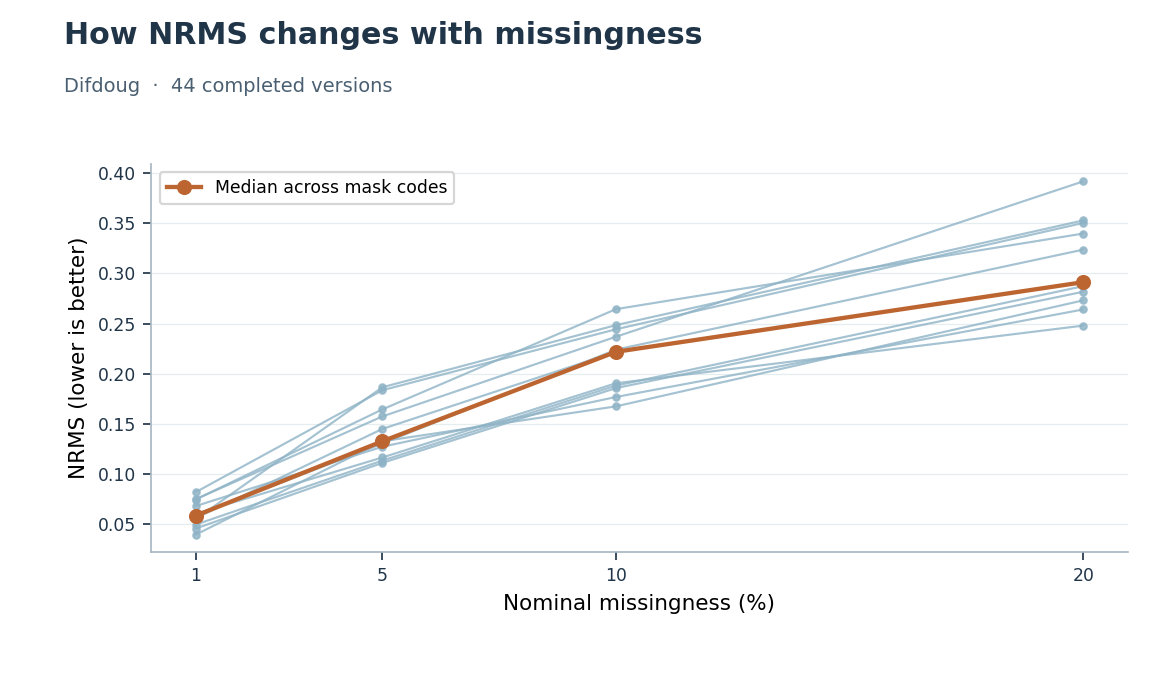 How NRMS changes with missingness
Difdoug · 44 completed versions
Median across mask codes
NRMS (lower is better)
0.40
0.35
0.30
0.25
0.20
0.15
0.10
0.05
1 5 10 20
Nominal missingness (%)